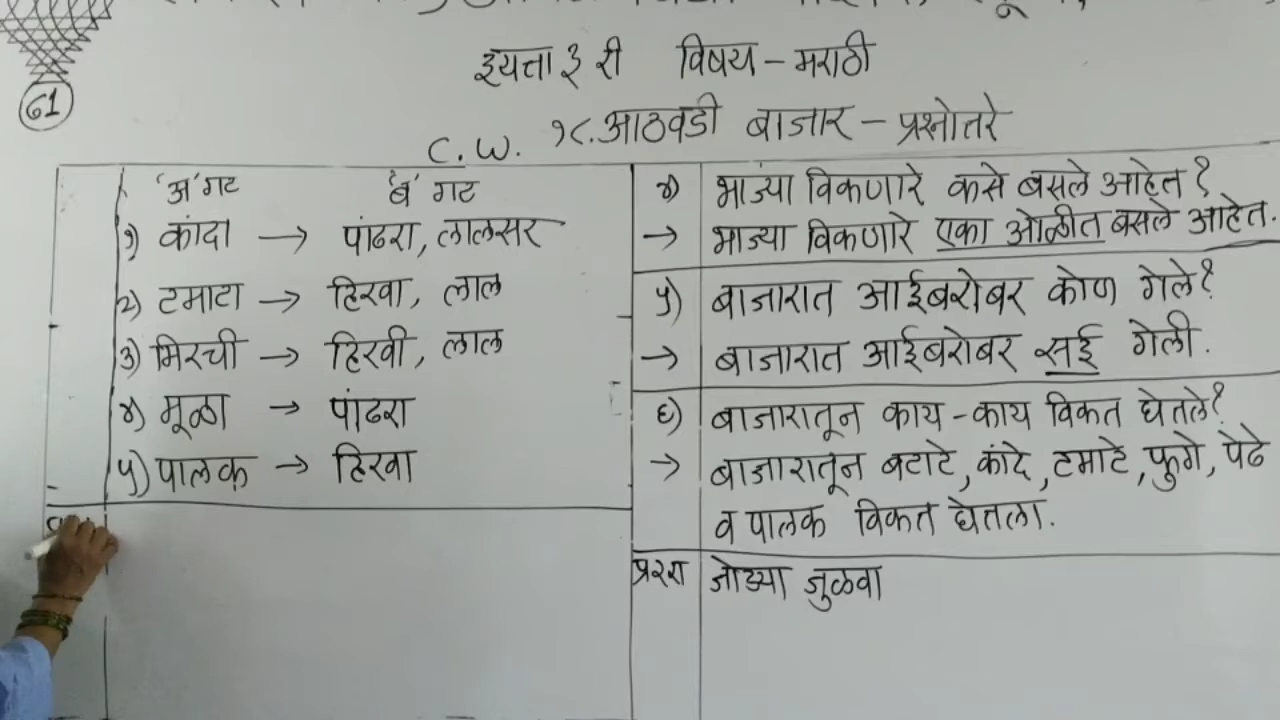 61
इयत्ता ३ री विषय - मराठी
१८. आठवडी बाजार - प्रश्नोत्तरे
C. W.
'अ' गट 'ब' गट
१) कांदा → पांढरा, लालसर
२) टमाटा → हिरवा, लाल
३) मिरची → हिरवी, लाल
४) मूळा → पांढरा
५) पालक → हिरवा
४) भाज्या विकणारे कसे बसले आहेत?
→ भाज्या विकणारे एका ओळीत बसले आहेत.
५) बाजारात आईबरोबर कोण गेले?
→ बाजारात आईबरोबर सई गेली.
६) बाजारातून काय - काय विकत घेतले?
→ बाजारातून बटाटे, कांदे, टमाटे, फुगे, पेढे
व पालक विकत घेतला.
जोड्या जुळवा